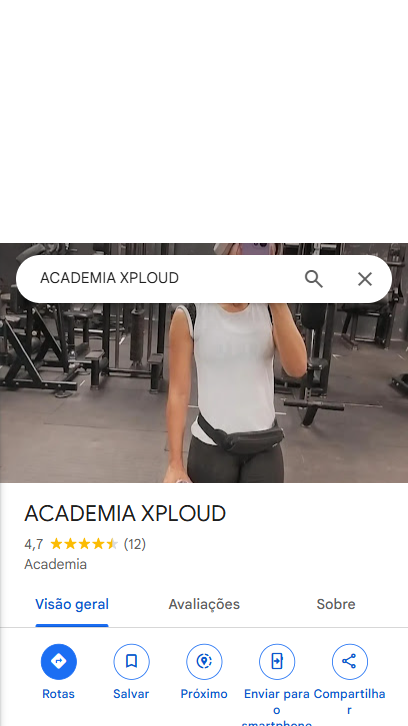 ACADEMIA XPLOUD
ACADEMIA XPLOUD
4,7 (12)
Academia
Visão geral Avaliações Sobre
Rotas Salvar Próximo Enviar para o smartphone Compartilhar